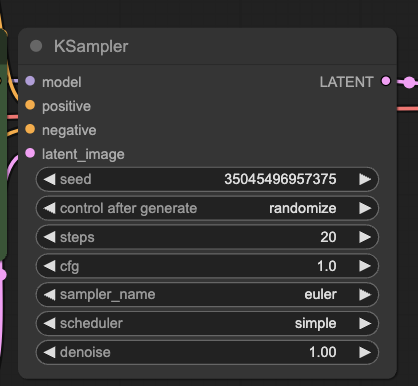 KSampler
model LATENT
positive
negative
latent_image
seed 35045496957375
control after generate randomize
steps 20
cfg 1.0
sampler_name euler
scheduler simple
denoise 1.00